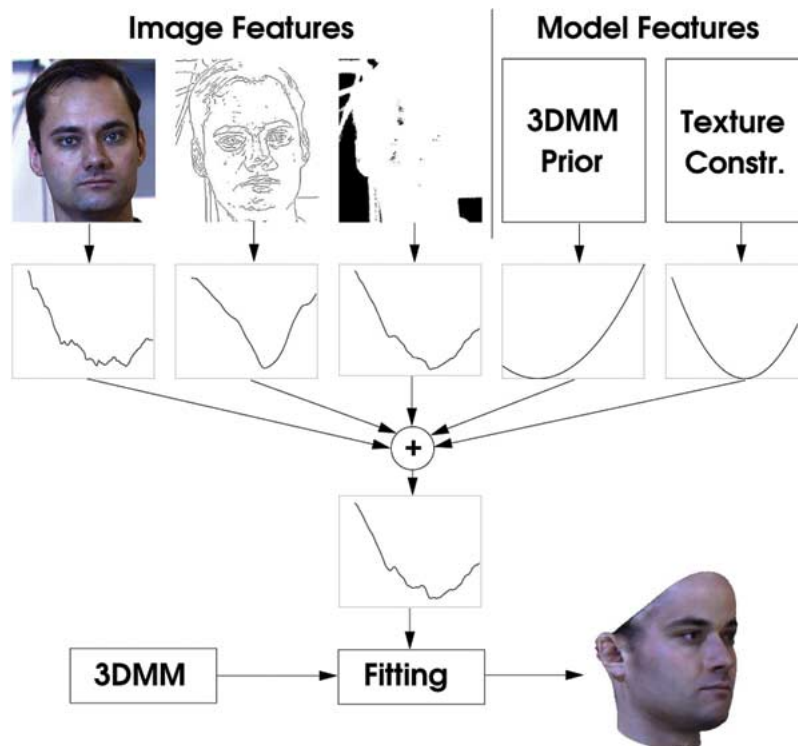 Image Features
Model Features
3DMM
Prior
Texture
Constr.
+
3DMM
Fitting